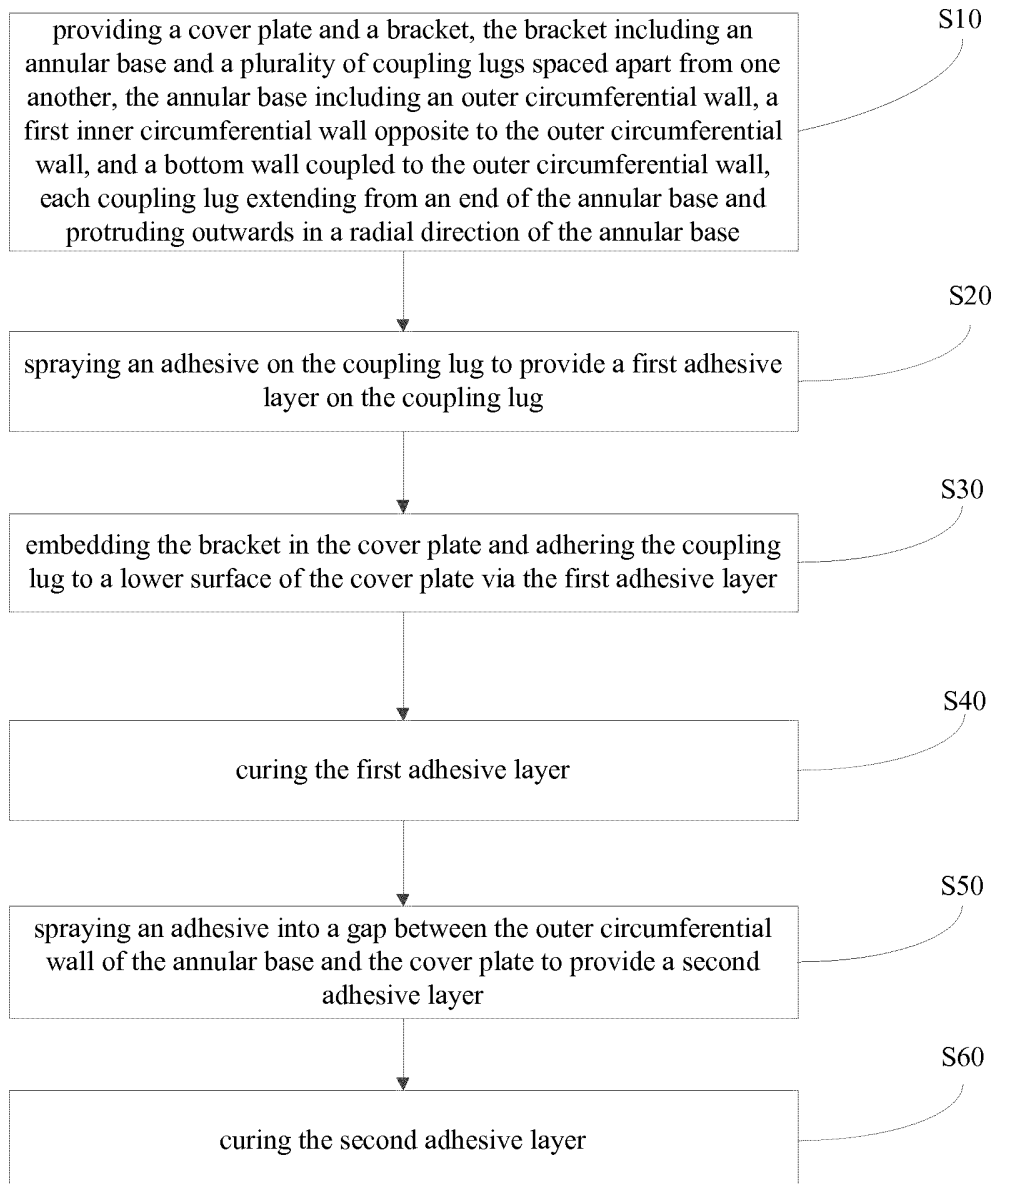 S10
providing a cover plate and a bracket, the bracket including an
annular base and a plurality of coupling lugs spaced apart from one
another, the annular base including an outer circumferential wall, a
first inner circumferential wall opposite to the outer circumferential
wall, and a bottom wall coupled to the outer circumferential wall,
each coupling lug extending from an end of the annular base and
protruding outwards in a radial direction of the annular base
S20
spraying an adhesive on the coupling lug to provide a first adhesive
layer on the coupling lug
S30
embedding the bracket in the cover plate and adhering the coupling
lug to a lower surface of the cover plate via the first adhesive layer
S40
curing the first adhesive layer
S50
spraying an adhesive into a gap between the outer circumferential
wall of the annular base and the cover plate to provide a second
adhesive layer
S60
curing the second adhesive layer